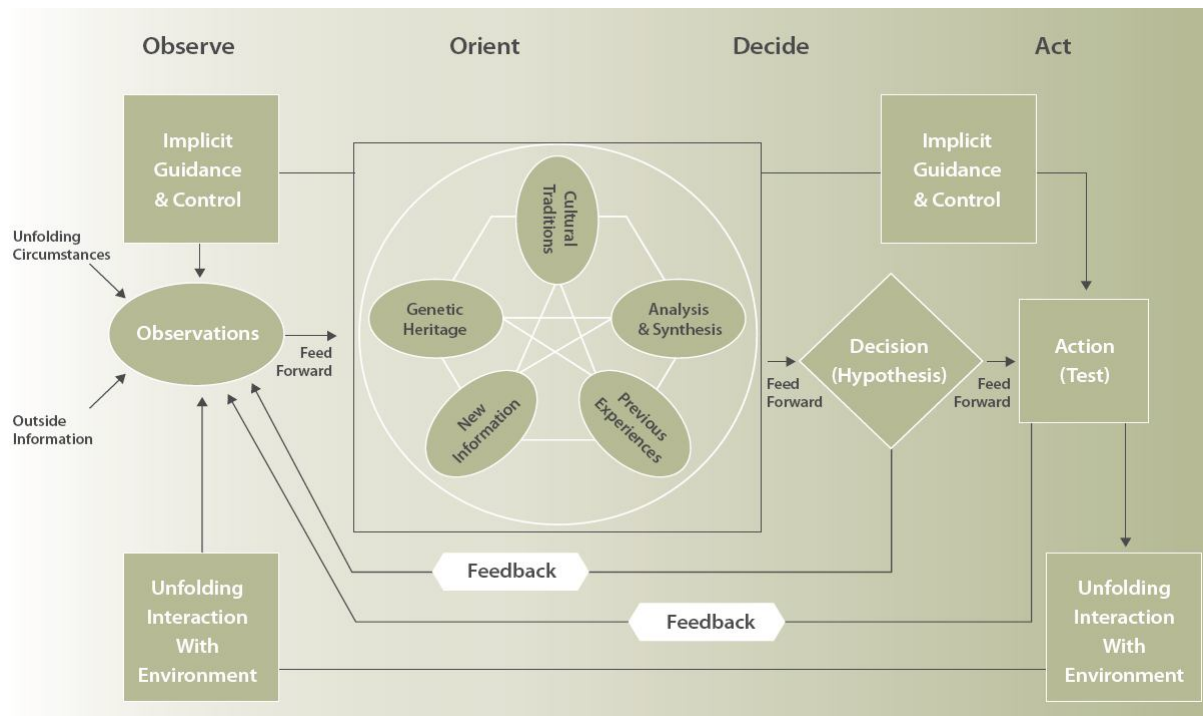 Observe
Orient
Decide
Act
Implicit
Guidance
& Control
Unfolding
Circumstances
Observations
Outside
Information
Feed
Forward
Cultural
Traditions
Genetic
Heritage
Analysis
& Synthesis
New
Information
Previous
Experiences
Feed
Forward
Implicit
Guidance
& Control
Decision
(Hypothesis)
Feed
Forward
Action
(Test)
Feedback
Feedback
Unfolding
Interaction
With
Environment
Unfolding
Interaction
With
Environment